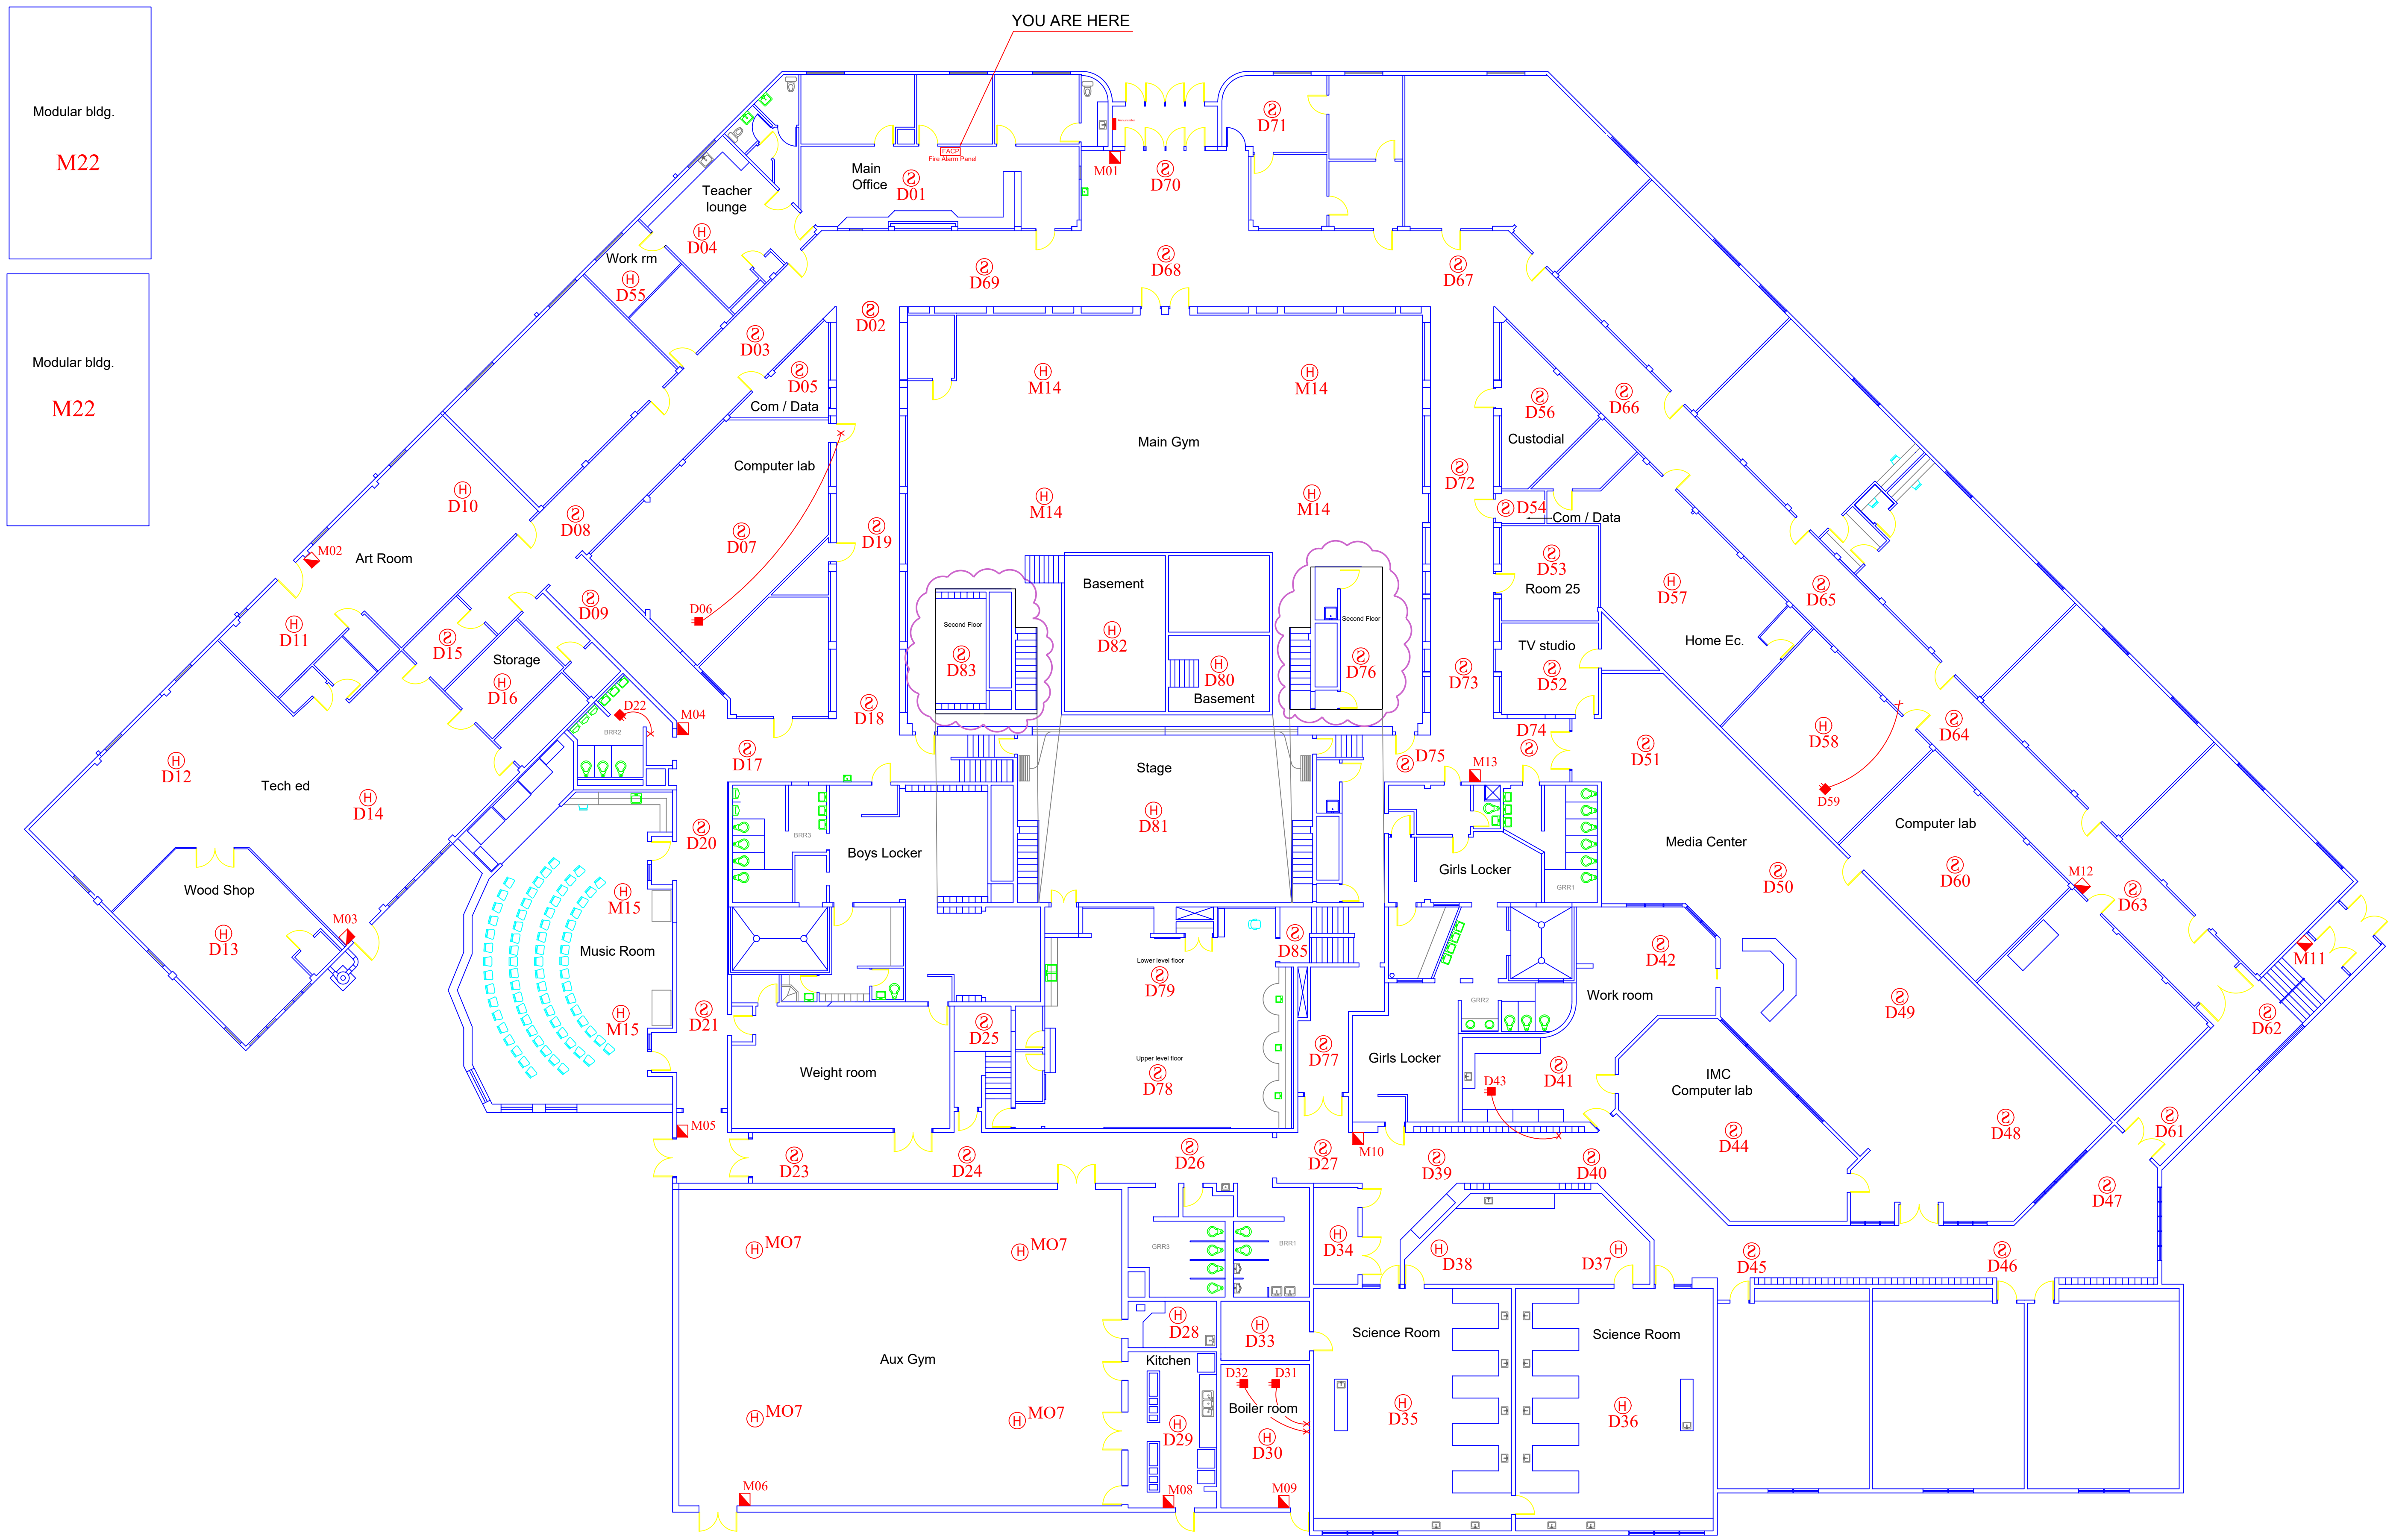 YOU ARE HERE
Modular bldg.
M22
Modular bldg.
M22
FACP
Fire Alarm Panel
M01
D71
D70
Main
Office
D01
Teacher
lounge
D04
Work rm
D55
D69
D68
D67
D02
D03
D05
Com / Data
M14
M14
D56
D66
Custodial
Main Gym
Computer lab
D72
D10
M14
M14
D54
Com / Data
D08
D07
D19
M02
Art Room
D53
Room 25
Basement
D82
D57
D65
D09
D06
D11
D15
Second Floor
D83
Second Floor
D76
Home Ec.
TV studio
D52
D73
Storage
D16
D80
Basement
D22
M04
BRR2
D18
D74
D58
D64
D17
D75
D51
M13
Stage
D12
Tech ed
D14
D59
D81
D20
BRR3
Boys Locker
Girls Locker
GRR1
Media Center
Computer lab
D60
D50
M12
D63
Wood Shop
D13
M03
M15
Music Room
M15
D85
Lower level floor
D79
D42
Work room
M11
D62
D21
D25
GRR2
D49
D77
Upper level floor
D78
Weight room
Girls Locker
D41
D43
IMC
Computer lab
D44
D48
D61
M05
M10
D23
D24
D26
D27
D39
D40
D47
MO7
MO7
GRR3
BRR1
D34
D38
D37
D45
D46
D28
D33
Science Room
Science Room
Aux Gym
Kitchen
D32
D31
Boiler room
D35
D36
MO7
MO7
D29
D30
M06
M08
M09